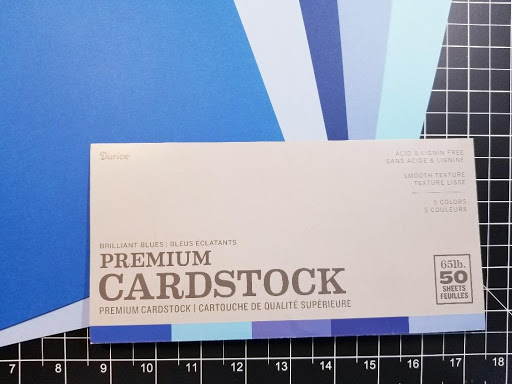 Darice
ACID & LIGNIN FREE
SANS ACIDE & LIGNINE
SMOOTH TEXTURE
TEXTURE LISSE
5 COLORS
5 COULEURS
BRILLIANT BLUES | BLEUS ÉCLATANTS
PREMIUM
CARDSTOCK
PREMIUM CARDSTOCK | CARTOUCHE DE QUALITÉ SUPÉRIEURE
65lb.
50
SHEETS
FEUILLES
7 8 9 10 11 12 13 14 15 16 17 18